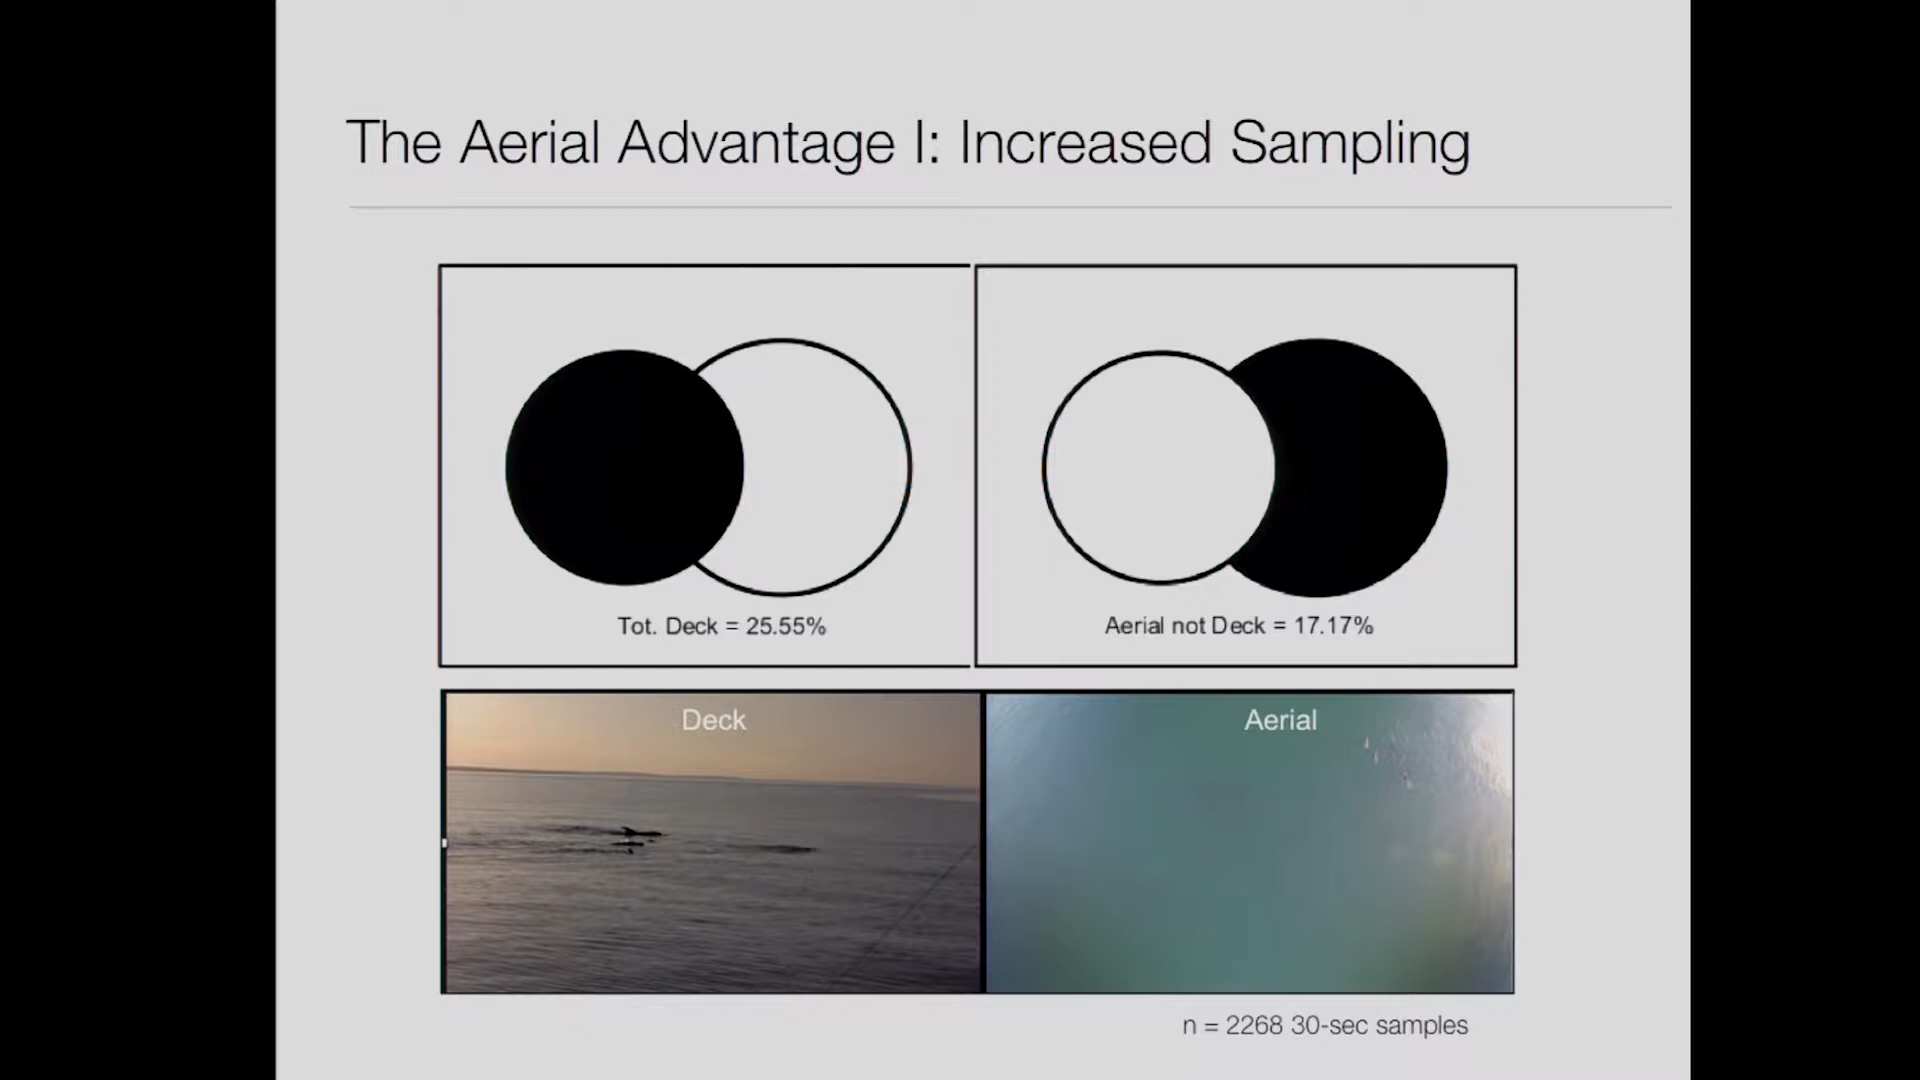 The Aerial Advantage I: Increased Sampling
Tot. Deck = 25.55%
Aerial not Deck = 17.17%
Deck
Aerial
n = 2268 30-sec samples